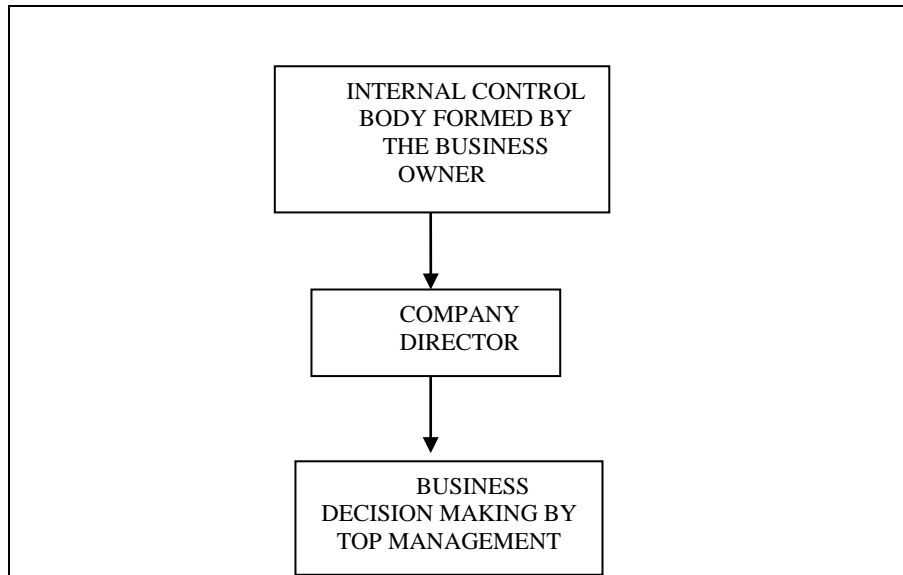 INTERNAL CONTROL
BODY FORMED BY
THE BUSINESS
OWNER
COMPANY
DIRECTOR
BUSINESS
DECISION MAKING BY
TOP MANAGEMENT